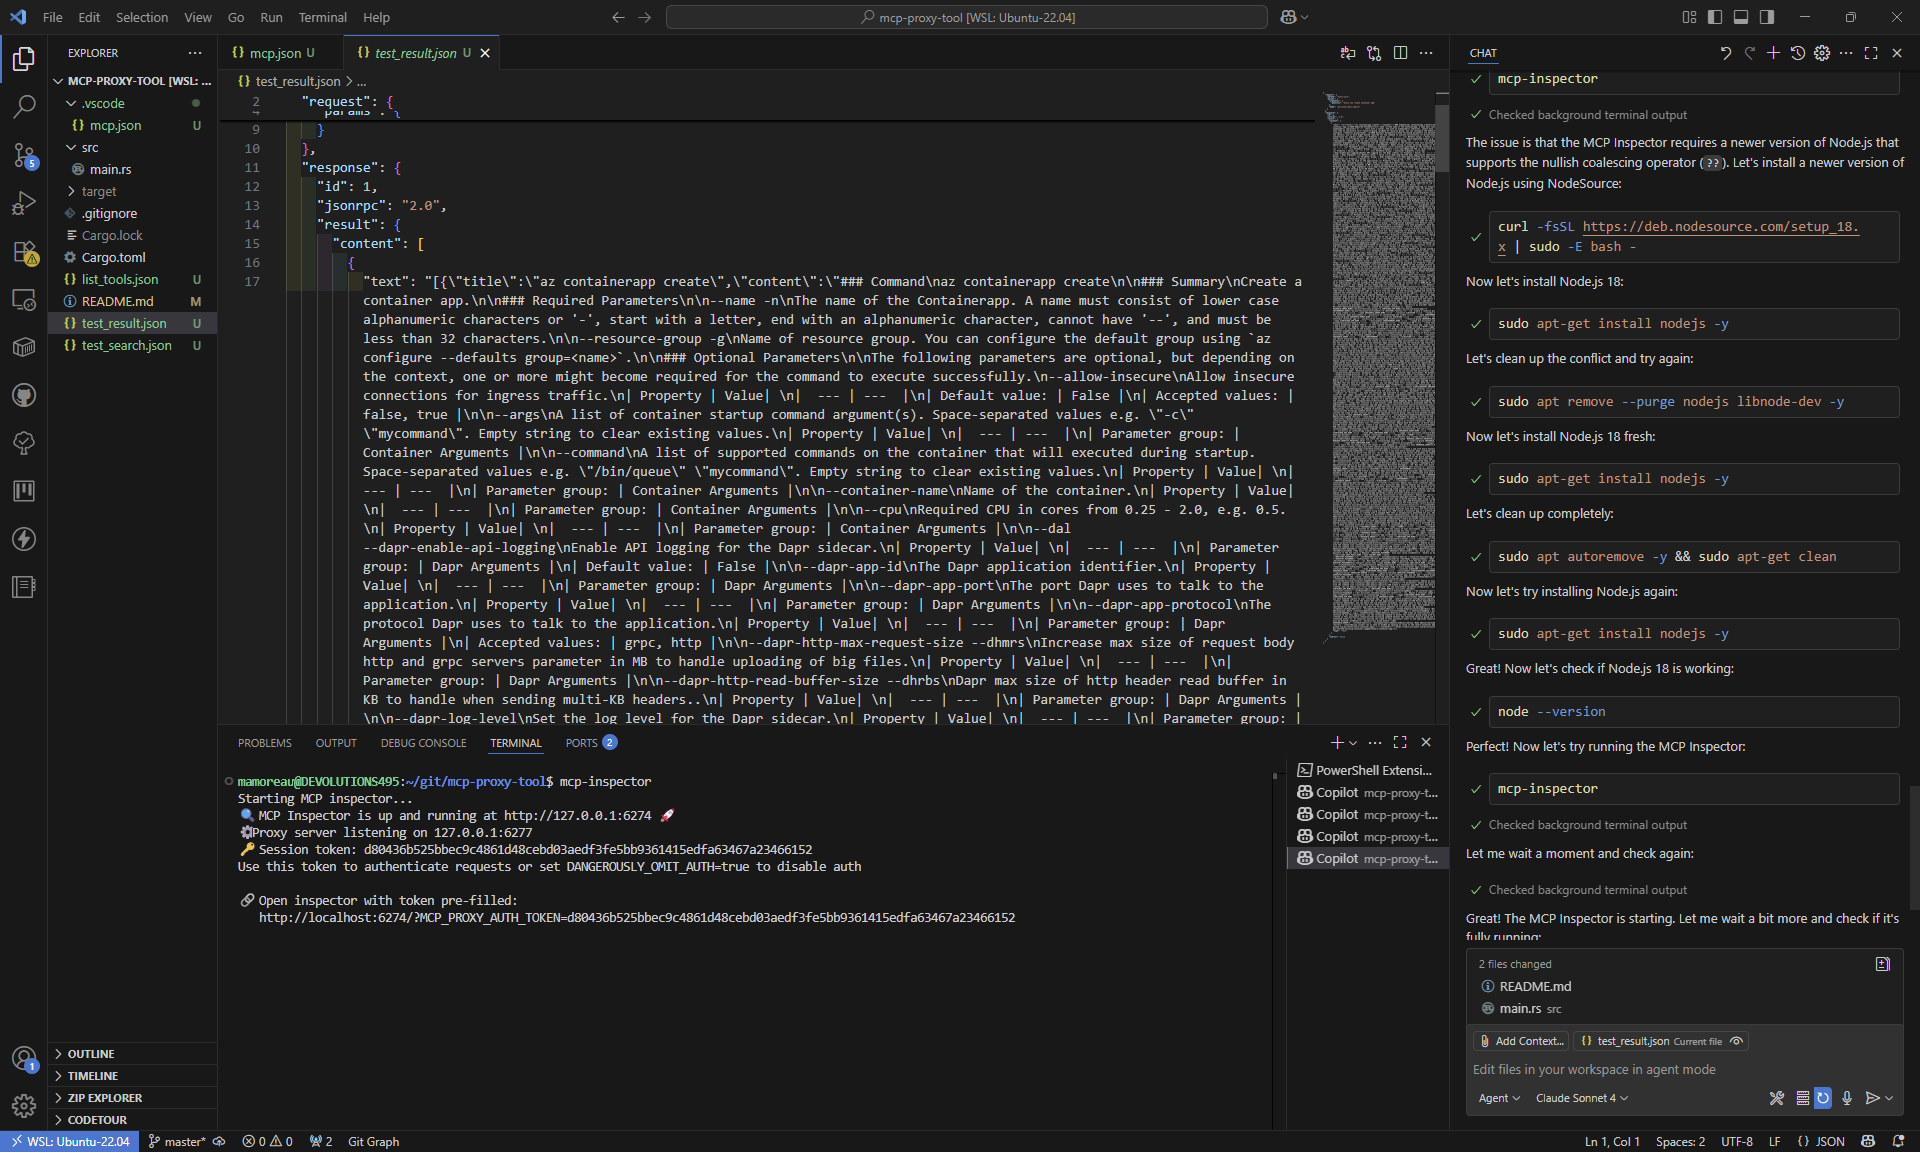 File Edit Selection View Go Run Terminal Help
mcp-proxy-tool [WSL: Ubuntu-22.04]
EXPLORER
MCP-PROXY-TOOL [WSL: ...
.vscode
{} mcp.json U
src
main.rs
target
.gitignore
Cargo.lock
Cargo.toml
{} list_tools.json U
README.md M
{} test_result.json U
{} test_search.json U
OUTLINE
TIMELINE
ZIP EXPLORER
CODETOUR
{} mcp.json U
{} test_result.json U
{} test_result.json > ...
2 "request": {
4 "params": {
9 }
10 },
11 "response": {
12 "id": 1,
13 "jsonrpc": "2.0",
14 "result": {
15 "content": [
16 {
17 "text": "[{\"title\":\"az containerapp create\",\"content\":\"### Command\naz containerapp create\n\n### Summary\nCreate a
container app.\n\n### Required Parameters\n\n--name -n\nThe name of the Containerapp. A name must consist of lower case
alphanumeric characters or '-', start with a letter, end with an alphanumeric character, cannot have '--', and must be
less than 32 characters.\n\n--resource-group -g\nName of resource group. You can configure the default group using `az
configure --defaults group=<name>`.\n\n### Optional Parameters\n\nThe following parameters are optional, but depending on
the context, one or more might become required for the command to execute successfully.\n--allow-insecure\nAllow insecure
connections for ingress traffic.\n| Property | Value| \n|  --- | ---  |\n| Default value: | False |\n| Accepted values: |
false, true |\n\n--args\nA list of container startup command argument(s). Space-separated values e.g. \"-c\"
\"mycommand\". Empty string to clear existing values.\n| Property | Value| \n|  --- | ---  |\n| Parameter group: |
Container Arguments |\n\n--command\nA list of supported commands on the container that will executed during startup.
Space-separated values e.g. \"/bin/queue\" \"mycommand\". Empty string to clear existing values.\n| Property | Value| \n|
--- | ---  |\n| Parameter group: | Container Arguments |\n\n--container-name\nName of the container.\n| Property | Value|
\n|  --- | ---  |\n| Parameter group: | Container Arguments |\n\n--cpu\nRequired CPU in cores from 0.25 - 2.0, e.g. 0.5.
\n| Property | Value| \n|  --- | ---  |\n| Parameter group: | Container Arguments |\n\n--dal
--dapr-enable-api-logging\nEnable API logging for the Dapr sidecar.\n| Property | Value| \n|  --- | ---  |\n| Parameter
group: | Dapr Arguments |\n| Default value: | False |\n\n--dapr-app-id\nThe Dapr application identifier.\n| Property |
Value| \n|  --- | ---  |\n| Parameter group: | Dapr Arguments |\n\n--dapr-app-port\nThe port Dapr uses to talk to the
application.\n| Property | Value| \n|  --- | ---  |\n| Parameter group: | Dapr Arguments |\n\n--dapr-app-protocol\nThe
protocol Dapr uses to talk to the application.\n| Property | Value| \n|  --- | ---  |\n| Parameter group: | Dapr
Arguments |\n| Accepted values: | grpc, http |\n\n--dapr-http-max-request-size --dhmrs\nIncrease max size of request body
http and grpc servers parameter in MB to handle uploading of big files.\n| Property | Value| \n|  --- | ---  |\n|
Parameter group: | Dapr Arguments |\n\n--dapr-http-read-buffer-size --dhrbs\nDapr max size of http header read buffer in
KB to handle when sending multi-KB headers..\n| Property | Value| \n|  --- | ---  |\n| Parameter group: | Dapr Arguments |
\n\n--dapr-log-level\nSet the log level for the Dapr sidecar.\n| Property | Value| \n|  --- | ---  |\n| Parameter group: |
PROBLEMS OUTPUT DEBUG CONSOLE TERMINAL PORTS 2
mamoreau@DEVOLUTIONS495:~/git/mcp-proxy-tool$ mcp-inspector
Starting MCP inspector...
MCP Inspector is up and running at http://127.0.0.1:6274
Proxy server listening on 127.0.0.1:6277
Session token: d80436b525bbec9c4861d48cebd03aedf3fe5bb9361415edfa63467a23466152
Use this token to authenticate requests or set DANGEROUSLY_OMIT_AUTH=true to disable auth
Open inspector with token pre-filled:
http://localhost:6274/?MCP_PROXY_AUTH_TOKEN=d80436b525bbec9c4861d48cebd03aedf3fe5bb9361415edfa63467a23466152
PowerShell Extensi...
Copilot mcp-proxy-t...
Copilot mcp-proxy-t...
Copilot mcp-proxy-t...
Copilot mcp-proxy-t...
CHAT
mcp-inspector
Checked background terminal output
The issue is that the MCP Inspector requires a newer version of Node.js that
supports the nullish coalescing operator (??). Let's install a newer version of
Node.js using NodeSource:
curl -fsSL https://deb.nodesource.com/setup_18.
x | sudo -E bash -
Now let's install Node.js 18:
sudo apt-get install nodejs -y
Let's clean up the conflict and try again:
sudo apt remove --purge nodejs libnode-dev -y
Now let's install Node.js 18 fresh:
sudo apt-get install nodejs -y
Let's clean up completely:
sudo apt autoremove -y && sudo apt-get clean
Now let's try installing Node.js again:
sudo apt-get install nodejs -y
Great! Now let's check if Node.js 18 is working:
node --version
Perfect! Now let's try running the MCP Inspector:
mcp-inspector
Checked background terminal output
Let me wait a moment and check again:
Checked background terminal output
Great! The MCP Inspector is starting. Let me wait a bit more and check if it's
fully running:
2 files changed
README.md
main.rs src
Add Context... {} test_result.json Current file
Edit files in your workspace in agent mode
Agent Claude Sonnet 4
5
1
WSL: Ubuntu-22.04 master* 0 0 2 Git Graph
Ln 1, Col 1 Spaces: 2 UTF-8 LF {} JSON